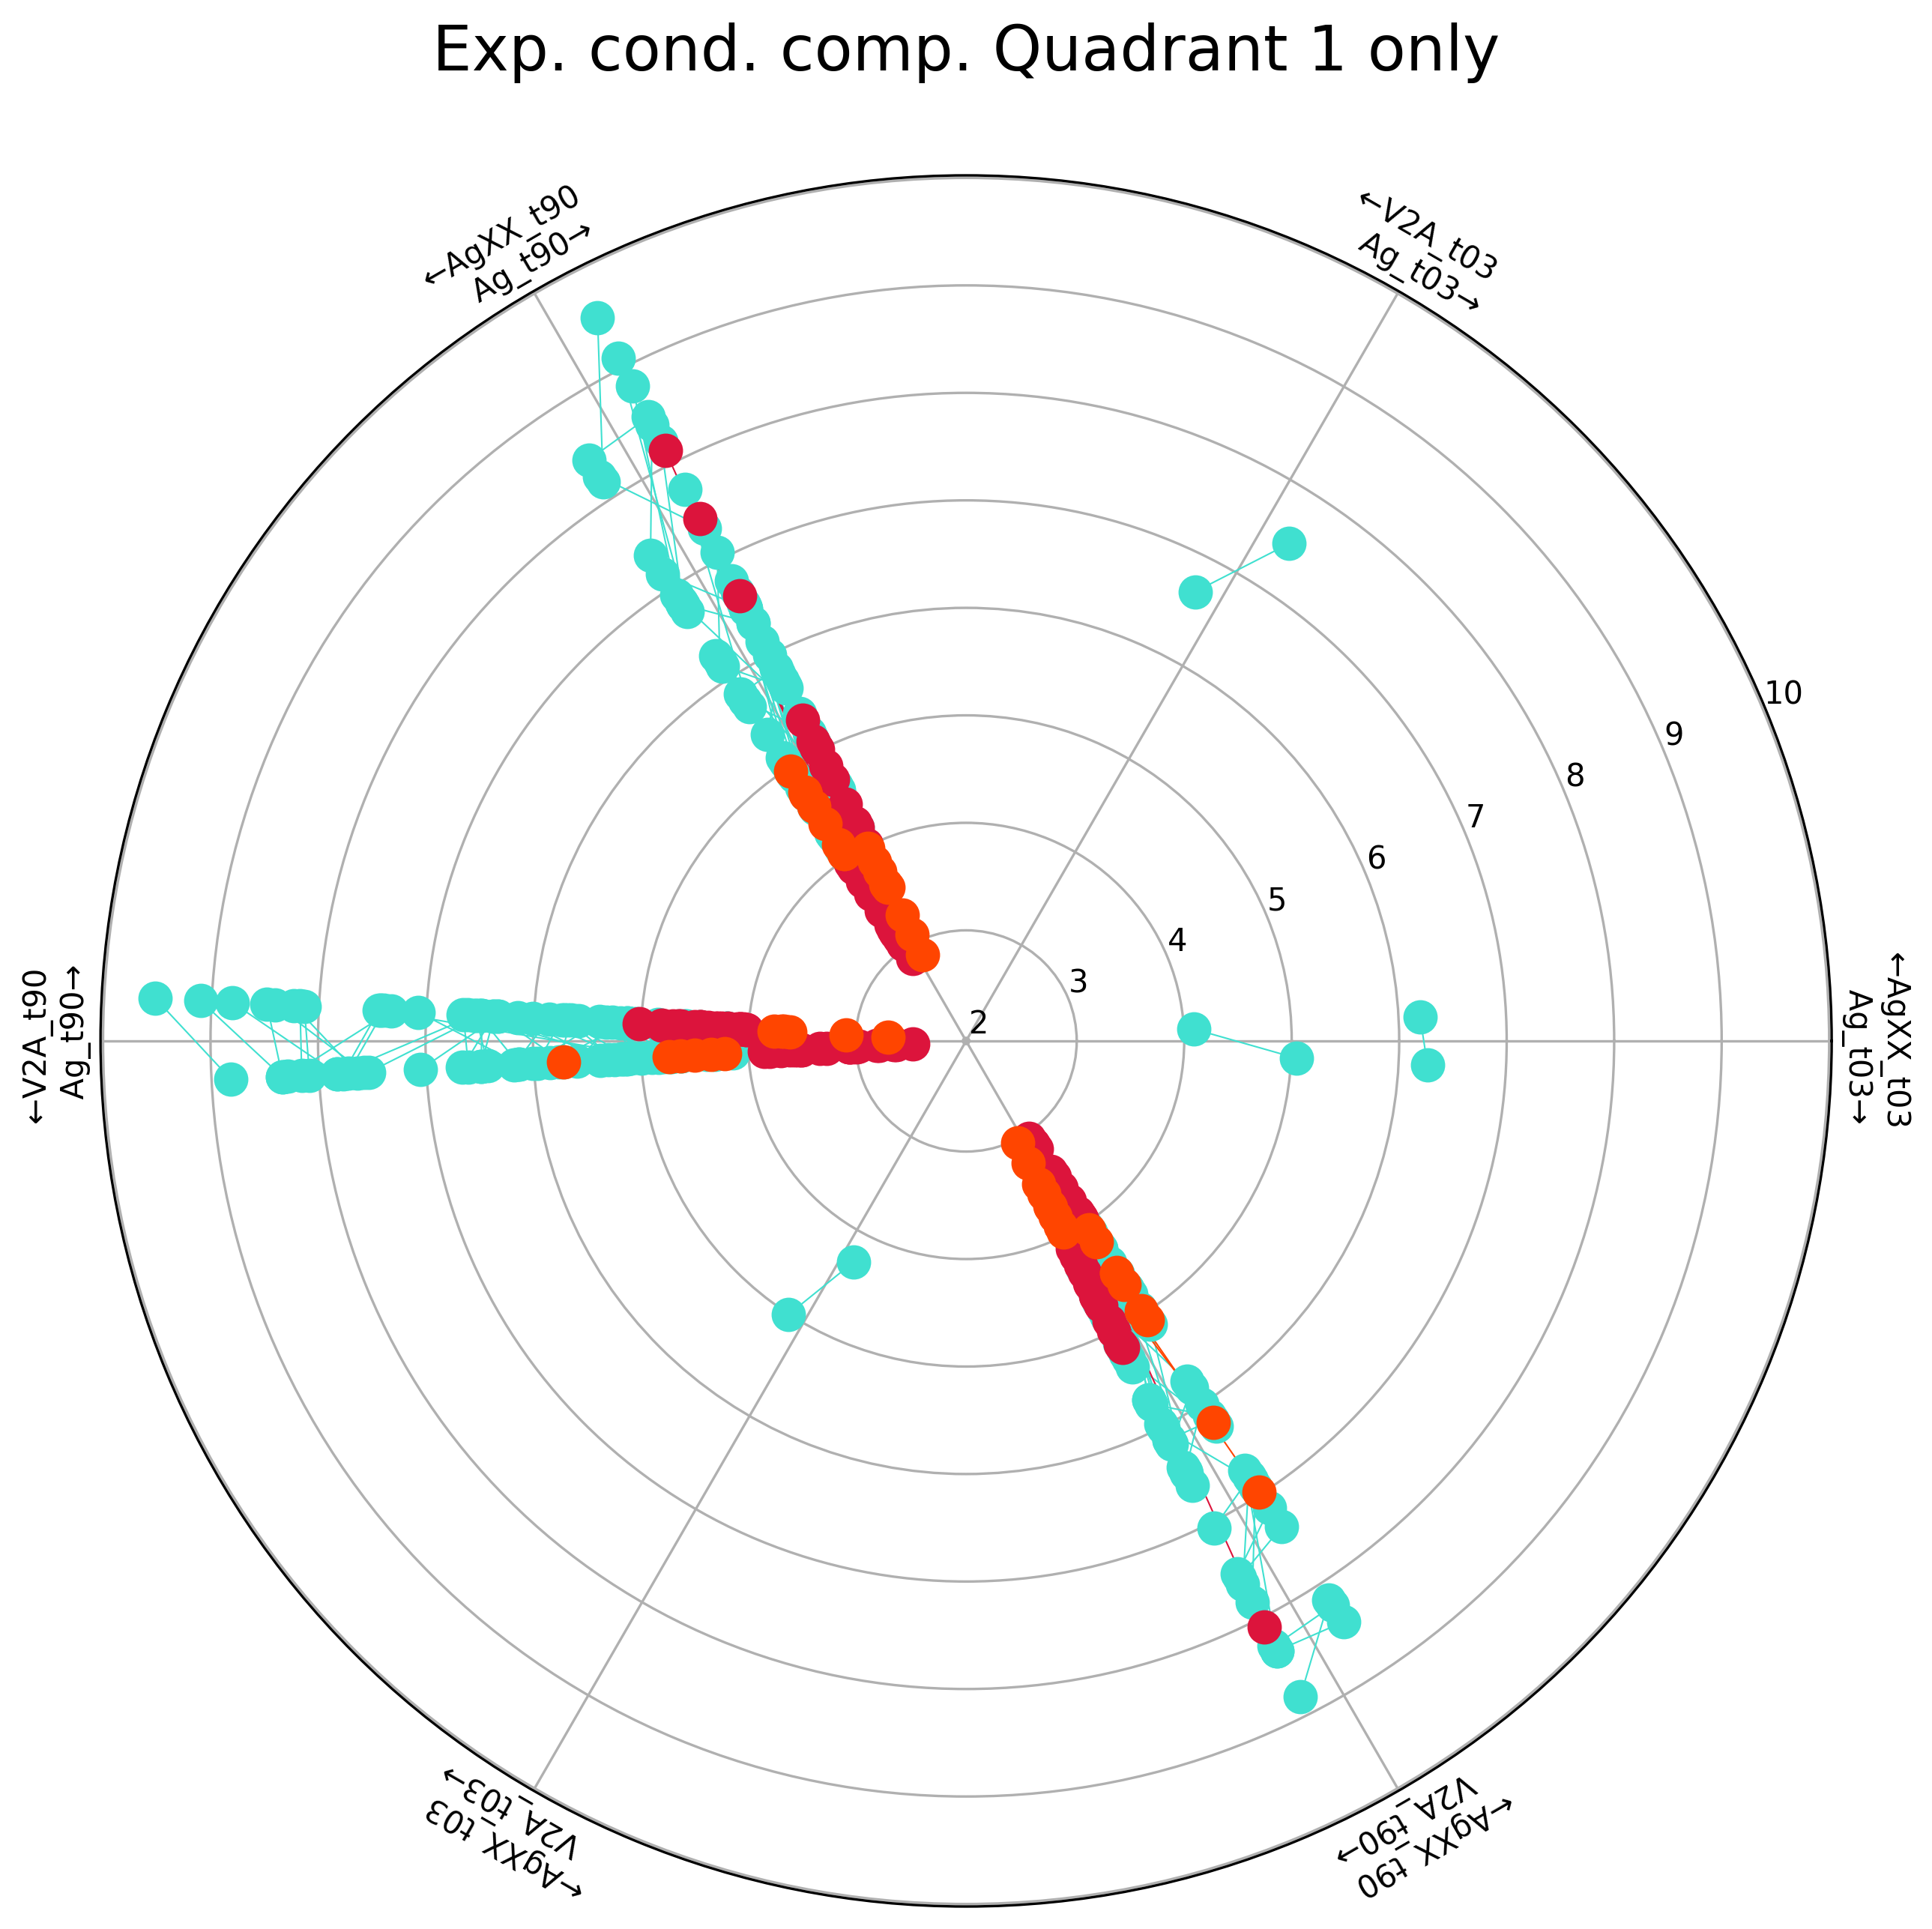 Exp. cond. comp. Quadrant 1 only
←AgXX_t90
Ag_t90→
←V2A_t03
Ag_t03→
10
9
8
7
6
5
4
3
2
←V2A_t90
Ag_t90→
←AgXX_t03
Ag_t03→
V2A_t03→
←AgXX_t03
V2A_t90→
←AgXX_t90